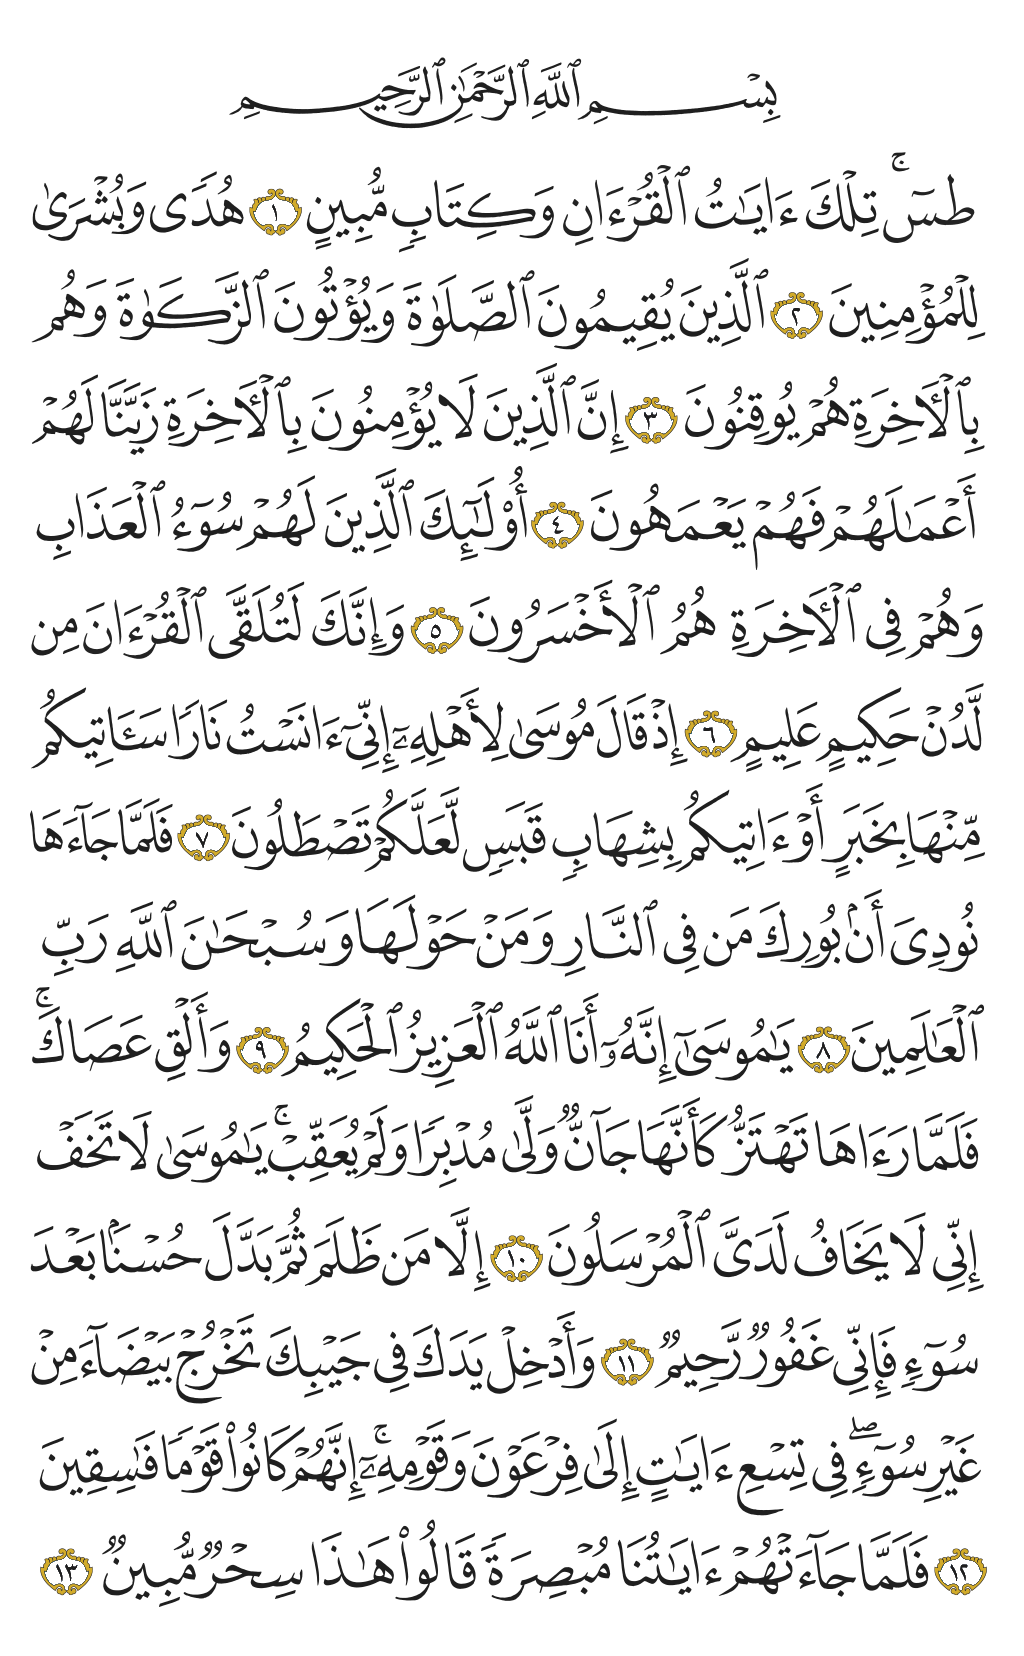 بِسْمِ ٱللَّهِ ٱلرَّحْمَٰنِ ٱلرَّحِيمِ
طسٓۚ تِلْكَ ءَايَٰتُ ٱلْقُرْءَانِ وَكِتَابٍ مُّبِينٍ ١ هُدًى وَبُشْرَىٰ
لِلْمُؤْمِنِينَ ٢ ٱلَّذِينَ يُقِيمُونَ ٱلصَّلَوٰةَ وَيُؤْتُونَ ٱلزَّكَوٰةَ وَهُم
بِٱلْءَاخِرَةِ هُمْ يُوقِنُونَ ٣ إِنَّ ٱلَّذِينَ لَا يُؤْمِنُونَ بِٱلْءَاخِرَةِ زَيَّنَّا لَهُمْ
أَعْمَٰلَهُمْ فَهُمْ يَعْمَهُونَ ٤ أُو۟لَٰٓئِكَ ٱلَّذِينَ لَهُمْ سُوٓءُ ٱلْعَذَابِ
وَهُمْ فِى ٱلْءَاخِرَةِ هُمُ ٱلْأَخْسَرُونَ ٥ وَإِنَّكَ لَتُلَقَّى ٱلْقُرْءَانَ مِن
لَّدُنْ حَكِيمٍ عَلِيمٍ ٦ إِذْ قَالَ مُوسَىٰ لِأَهْلِهِۦٓ إِنِّىٓ ءَانَسْتُ نَارًا سَـَٔاتِيكُم
مِّنْهَا بِخَبَرٍ أَوْ ءَاتِيكُم بِشِهَابٍ قَبَسٍ لَّعَلَّكُمْ تَصْطَلُونَ ٧ فَلَمَّا جَآءَهَا
نُودِىَ أَنۢ بُورِكَ مَن فِى ٱلنَّارِ وَمَنْ حَوْلَهَا وَسُبْحَٰنَ ٱللَّهِ رَبِّ
ٱلْعَٰلَمِينَ ٨ يَٰمُوسَىٰٓ إِنَّهُۥٓ أَنَا ٱللَّهُ ٱلْعَزِيزُ ٱلْحَكِيمُ ٩ وَأَلْقِ عَصَاكَۚ
فَلَمَّا رَءَاهَا تَهْتَزُّ كَأَنَّهَا جَآنٌّ وَلَّىٰ مُدْبِرًا وَلَمْ يُعَقِّبْۚ يَٰمُوسَىٰ لَا تَخَفْ
إِنِّى لَا يَخَافُ لَدَىَّ ٱلْمُرْسَلُونَ ١٠ إِلَّا مَن ظَلَمَ ثُمَّ بَدَّلَ حُسْنًۢا بَعْدَ
سُوٓءٍ فَإِنِّى غَفُورٌ رَّحِيمٌ ١١ وَأَدْخِلْ يَدَكَ فِى جَيْبِكَ تَخْرُجْ بَيْضَآءَ مِنْ
غَيْرِ سُوٓءٍۖ فِى تِسْعِ ءَايَٰتٍ إِلَىٰ فِرْعَوْنَ وَقَوْمِهِۦٓۚ إِنَّهُمْ كَانُوا۟ قَوْمًا فَٰسِقِينَ
١٢ فَلَمَّا جَآءَتْهُمْ ءَايَٰتُنَا مُبْصِرَةً قَالُوا۟ هَٰذَا سِحْرٌ مُّبِينٌ ١٣